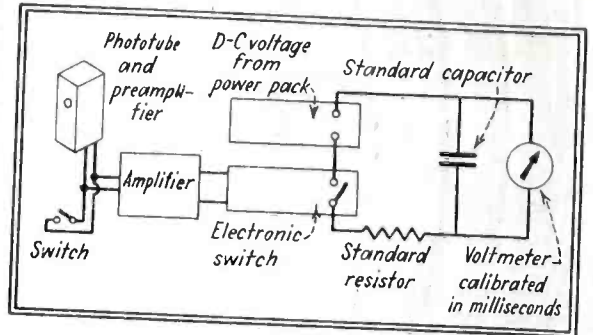 Phototube
and
preampli-
fier
D-C voltage
from
power pack
Standard capacitor
Amplifier
Switch
Electronic
switch
Standard
resistor
Voltmeter
calibrated
in milliseconds